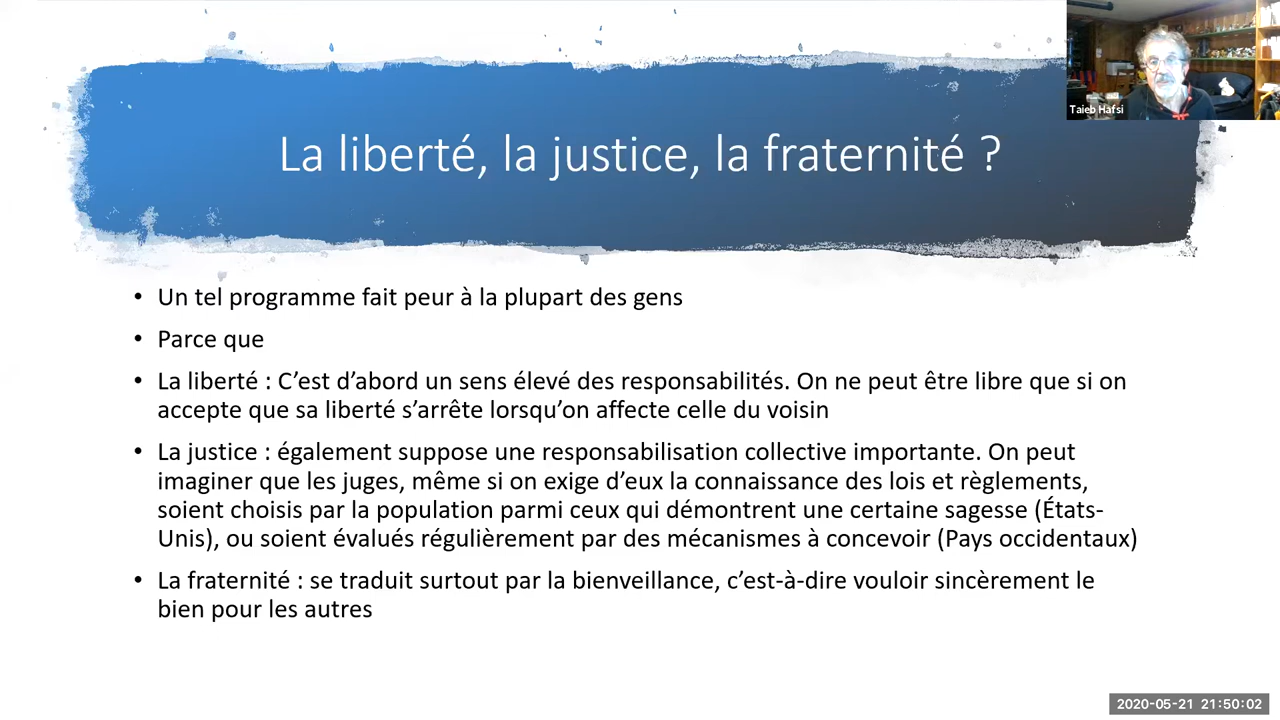 Taieb Hafsi
La liberté, la justice, la fraternité ?
• Un tel programme fait peur à la plupart des gens
• Parce que
• La liberté : C’est d’abord un sens élevé des responsabilités. On ne peut être libre que si on
accepte que sa liberté s’arrête lorsqu’on affecte celle du voisin
• La justice : également suppose une responsabilisation collective importante. On peut
imaginer que les juges, même si on exige d’eux la connaissance des lois et règlements,
soient choisis par la population parmi ceux qui démontrent une certaine sagesse (États-
Unis), ou soient évalués régulièrement par des mécanismes à concevoir (Pays occidentaux)
• La fraternité : se traduit surtout par la bienveillance, c’est-à-dire vouloir sincèrement le
bien pour les autres
2020-05-21 21:50:02